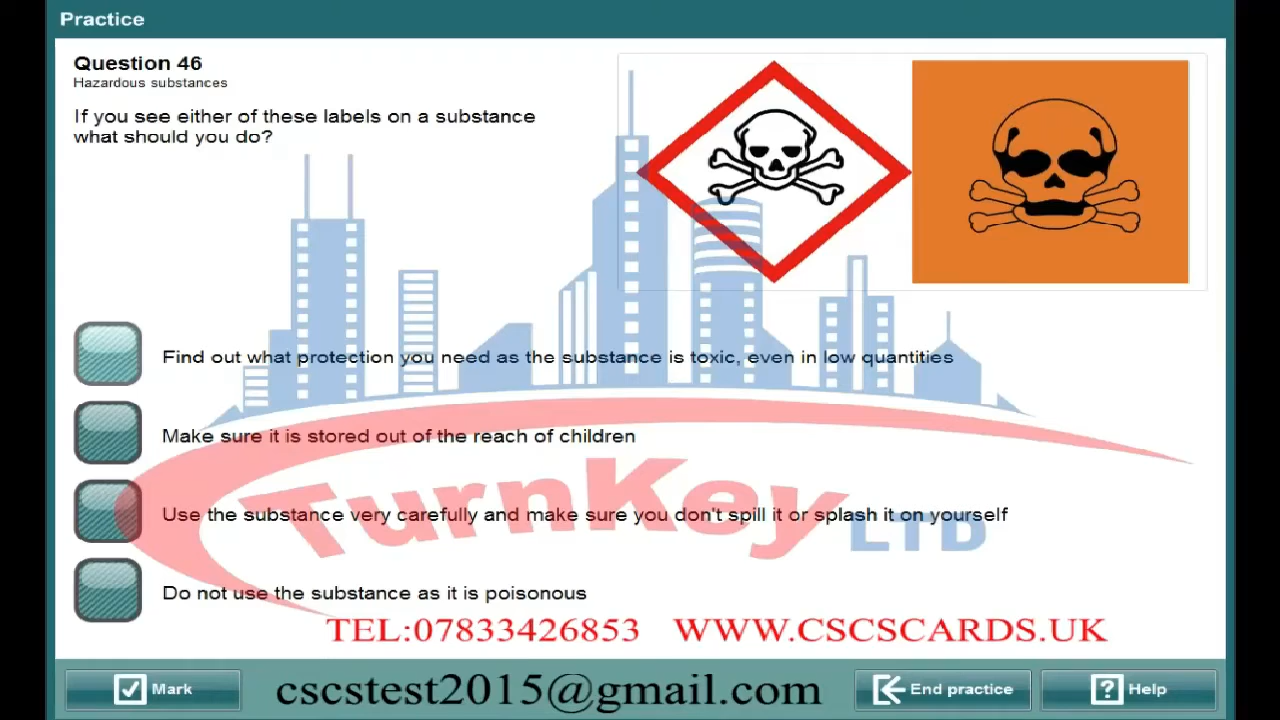 Practice
Question 46
Hazardous substances
If you see either of these labels on a substance
what should you do?
Find out what protection you need as the substance is toxic, even in low quantities
Make sure it is stored out of the reach of children
Use the substance very carefully and make sure you don't spill it or splash it on yourself
Do not use the substance as it is poisonous
TurnKey LTD
TEL:07833426853 WWW.CSCSCARDS.UK
Mark
cscstest2015@gmail.com
End practice
Help